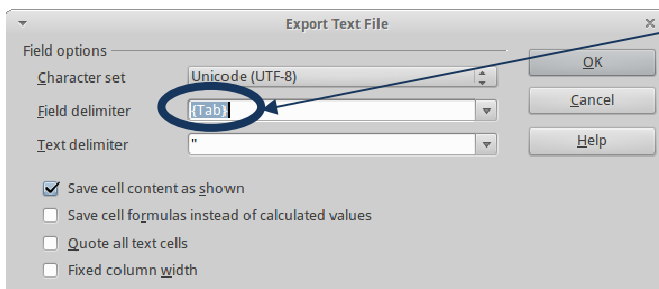 Export Text File
Field options
Character set Unicode (UTF-8)
OK
Field delimiter {Tab}
Cancel
Text delimiter "
Help
Save cell content as shown
Save cell formulas instead of calculated values
Quote all text cells
Fixed column width